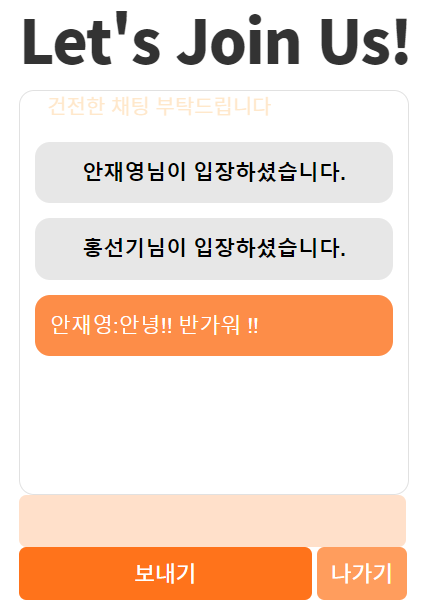 Let's Join Us!
건전한 채팅 부탁드립니다
안재영님이 입장하셨습니다.
홍선기님이 입장하셨습니다.
안재영:안녕!! 반가워 !!
보내기 나가기